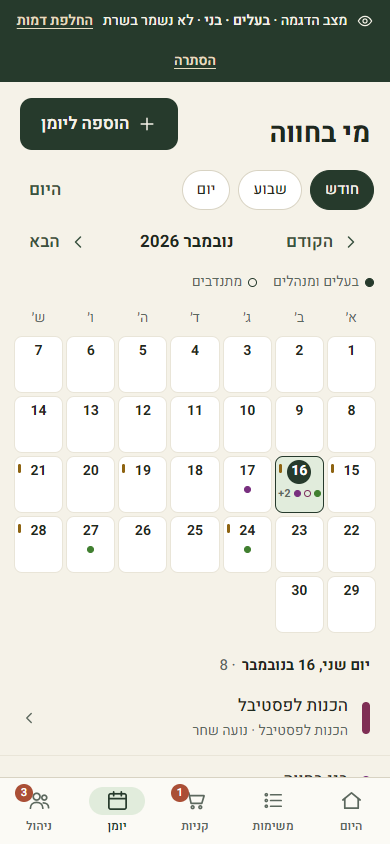 מצב הדגמה · בעלים · בני · לא נשמר בשרת החלפת דמות
הסתרה
מי בחווה
הוספה ליומן
חודש שבוע יום היום
הקודם נובמבר 2026 הבא
בעלים ומנהלים מתנדבים
א׳ ב׳ ג׳ ד׳ ה׳ ו׳ ש׳
1 2 3 4 5 6 7
8 9 10 11 12 13 14
15 16 17 18 19 20 21
+2
22 23 24 25 26 27 28
29 30
יום שני, 16 בנובמבר · 8
הכנות לפסטיבל
הכנות לפסטיבל · נועה שחר
1 3
היום משימות קניות יומן ניהול